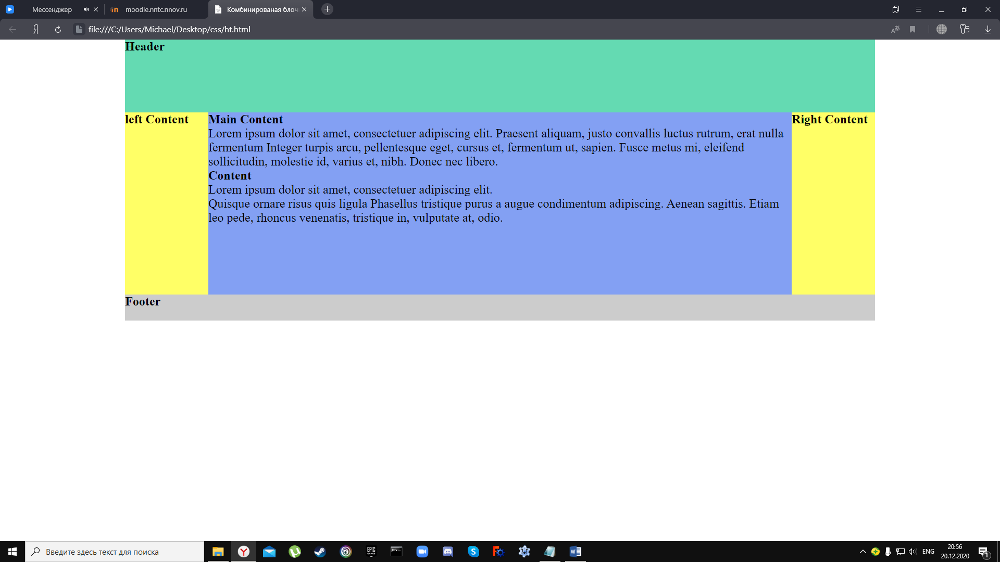 Мессенджер
moodle.nntc.nnov.ru
Комбинированая блоч
Я
file:///C:/Users/Michael/Desktop/css/ht.html
Header
left Content
Main Content
Lorem ipsum dolor sit amet, consectetuer adipiscing elit. Praesent aliquam, justo convallis luctus rutrum, erat nulla
fermentum Integer turpis arcu, pellentesque eget, cursus et, fermentum ut, sapien. Fusce metus mi, eleifend
sollicitudin, molestie id, varius et, nibh. Donec nec libero.
Content
Lorem ipsum dolor sit amet, consectetuer adipiscing elit.
Quisque ornare risus quis ligula Phasellus tristique purus a augue condimentum adipiscing. Aenean sagittis. Etiam
leo pede, rhoncus venenatis, tristique in, vulputate at, odio.
Right Content
Footer
Введите здесь текст для поиска
EPIC
GAMES
ENG
20:56
20.12.2020
1